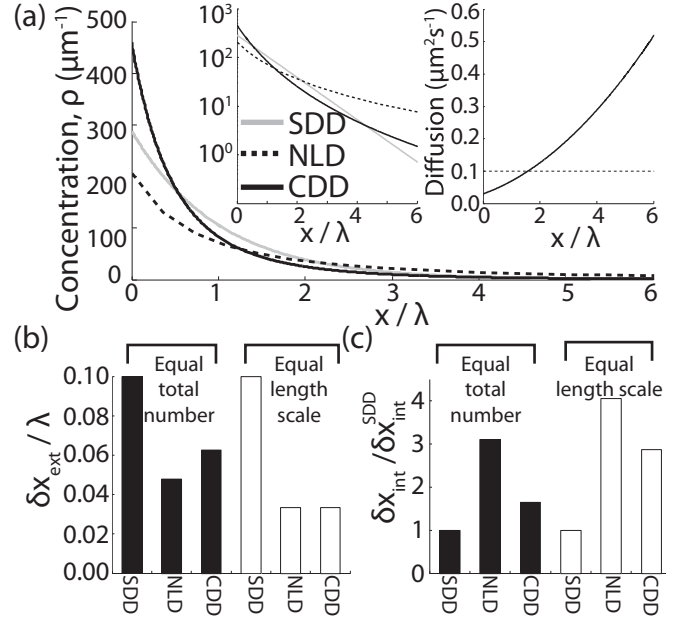 (a)
Concentration, ρ (μm⁻¹)
500
400
300
200
100
0
0 1 2 3 4 5 6
x / λ
10³
10²
10¹
10⁰
0 2 4 6
x / λ
SDD
NLD
CDD
Diffusion (μm²s⁻¹)
0.6
0.5
0.4
0.3
0.2
0.1
0.0
0 2 4 6
x / λ
(b)
Equal total number
Equal length scale
δx_ext / λ
0.10
0.08
0.06
0.04
0.02
0.00
SDD NLD CDD SDD NLD CDD
(c)
Equal total number
Equal length scale
δx_int / δx_int^SDD
4
3
2
1
0
SDD NLD CDD SDD NLD CDD